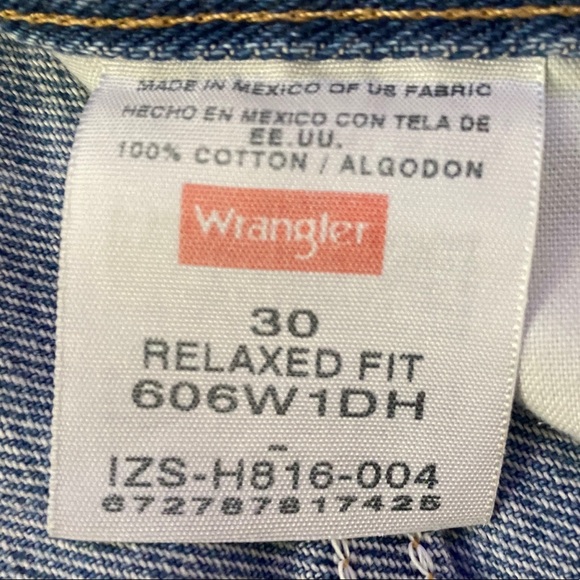 MADE IN MEXICO OF US FABRIC
HECHO EN MEXICO CON TELA DE
EE.UU.
100% COTTON / ALGODON
Wrangler
30
RELAXED FIT
606W1DH
IZS-H816-004
672787817425